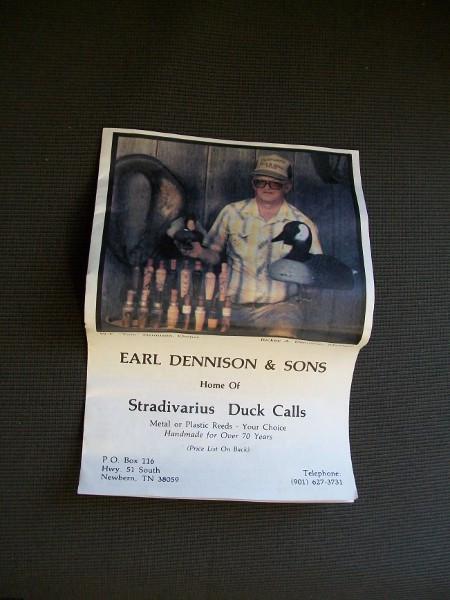 EARL DENNISON & SONS
Home Of
Stradivarius Duck Calls
Metal or Plastic Reeds - Your Choice
Handmade for Over 70 Years
(Price List On Back)
P.O. Box 116
Hwy. 51 South
Newbern, TN 38059
Telephone:
(901) 627-3731